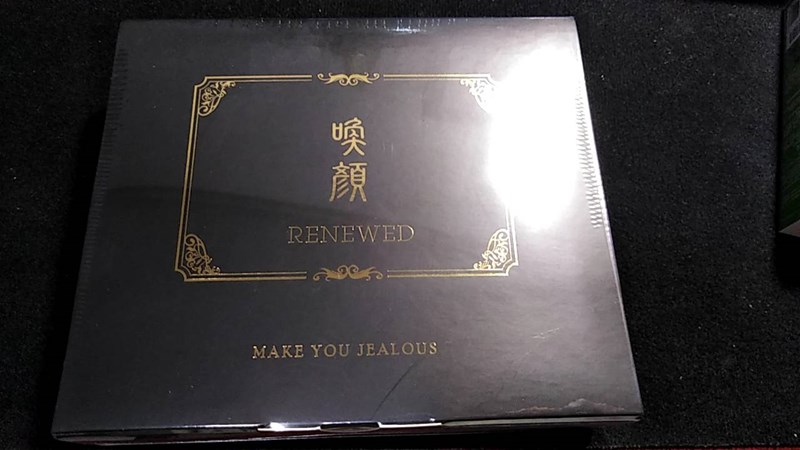 喚
顏
RENEWED
MAKE YOU JEALOUS